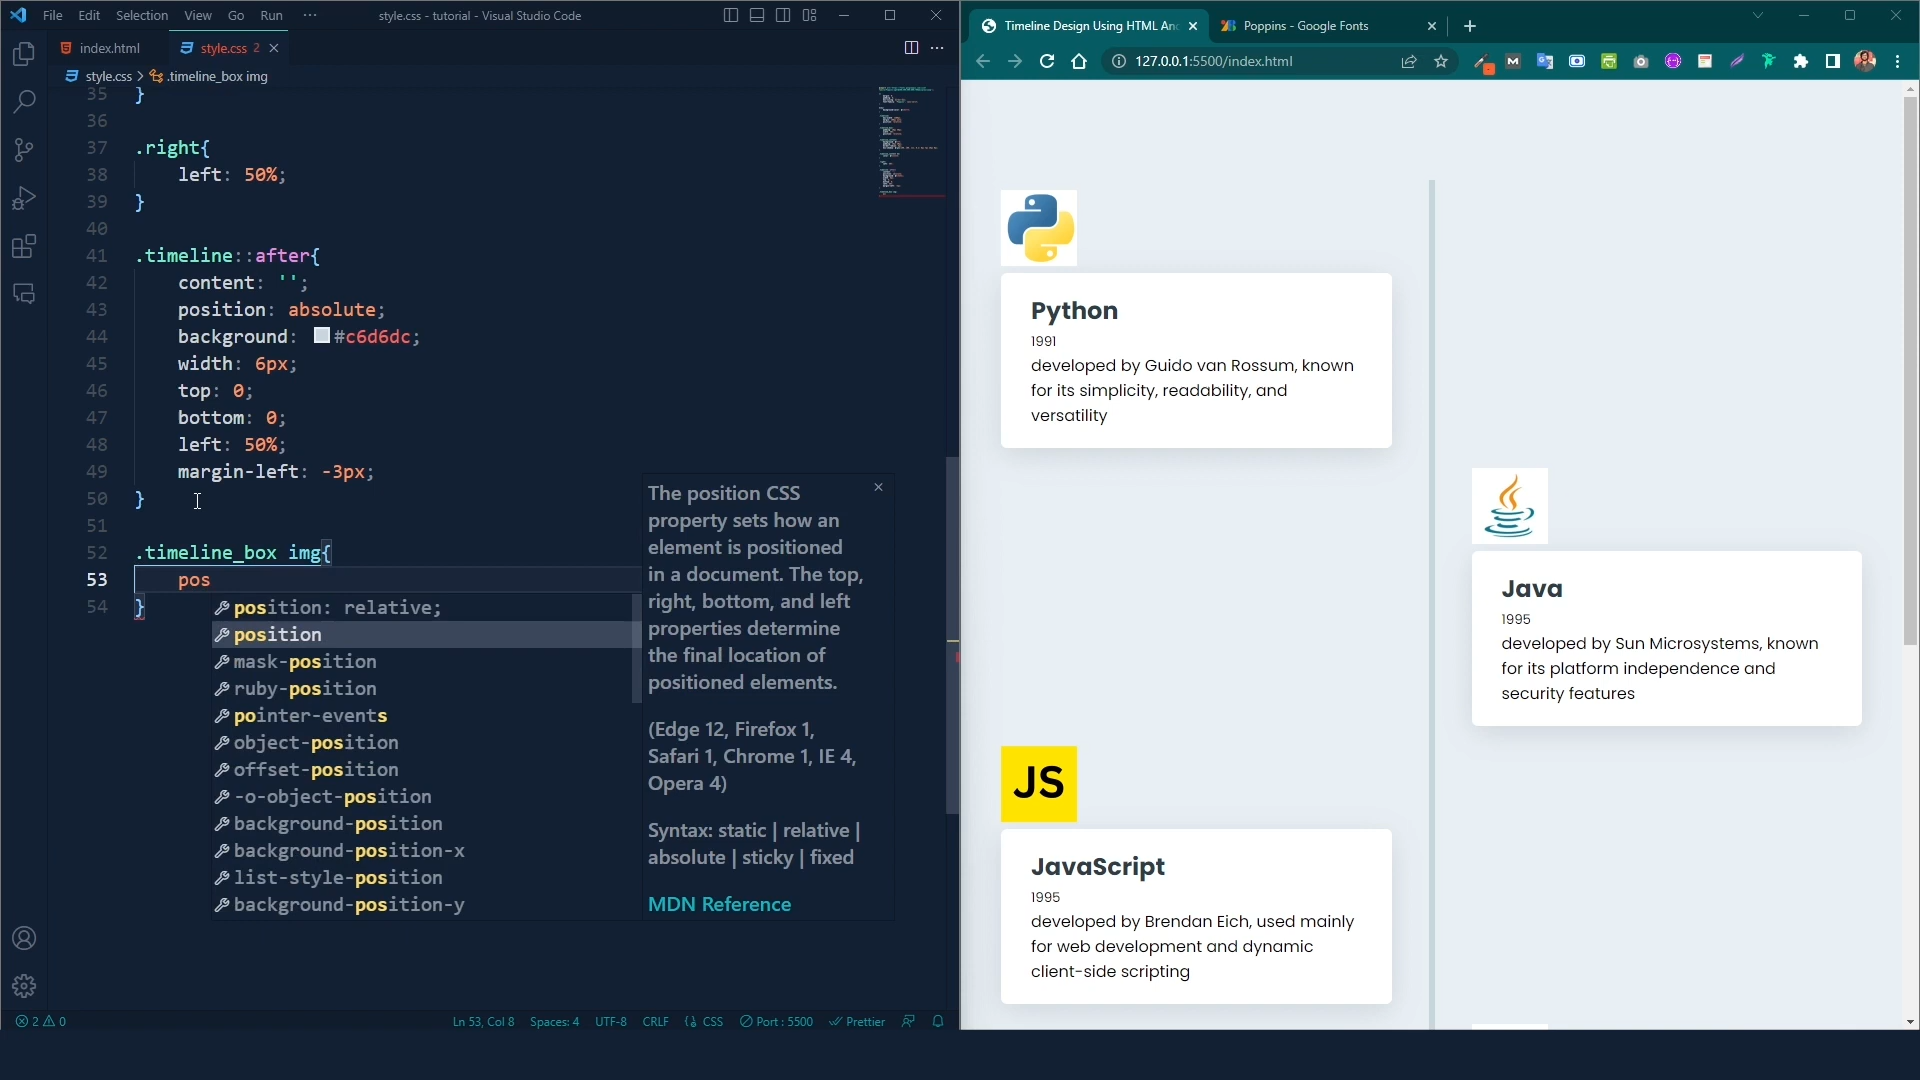 File Edit Selection View Go Run ··· style.css - tutorial - Visual Studio Code
index.html style.css 2
style.css > .timeline_box img
35 }
36
37 .right{
38 left: 50%;
39 }
40
41 .timeline::after{
42 content: '';
43 position: absolute;
44 background: #c6d6dc;
45 width: 6px;
46 top: 0;
47 bottom: 0;
48 left: 50%;
49 margin-left: -3px;
50 }
51
52 .timeline_box img{
53 pos
54 }
position: relative;
position
mask-position
ruby-position
pointer-events
object-position
offset-position
-o-object-position
background-position
background-position-x
list-style-position
background-position-y
The position CSS
property sets how an
element is positioned
in a document. The top,
right, bottom, and left
properties determine
the final location of
positioned elements.
(Edge 12, Firefox 1,
Safari 1, Chrome 1, IE 4,
Opera 4)
Syntax: static | relative |
absolute | sticky | fixed
MDN Reference
2 0 Ln 53, Col 8 Spaces: 4 UTF-8 CRLF {} CSS Port : 5500 Prettier
Timeline Design Using HTML An Poppins - Google Fonts
127.0.0.1:5500/index.html
Python
1991
developed by Guido van Rossum, known
for its simplicity, readability, and
versatility
Java
1995
developed by Sun Microsystems, known
for its platform independence and
security features
JS
JavaScript
1995
developed by Brendan Eich, used mainly
for web development and dynamic
client-side scripting